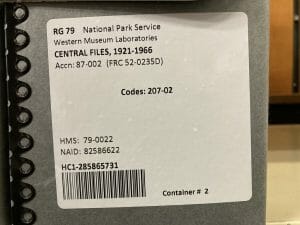 RG 79 National Park Service
Western Museum Laboratories
CENTRAL FILES, 1921-1966
Accn: 87-002 (FRC 52-0235D)
Codes: 207-02
HMS: 79-0022
NAID: 82586622
HC1-285865731
Container # 2